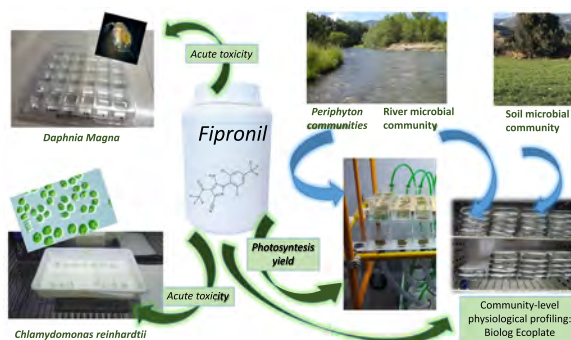 Acute toxicity
Daphnia Magna
Fipronil
Periphyton
communities
River microbial
community
Soil microbial
community
Photosyntesis
yield
Acute toxicity
Chlamydomonas reinhardtii
Community-level
physiological profiling:
Biolog Ecoplate